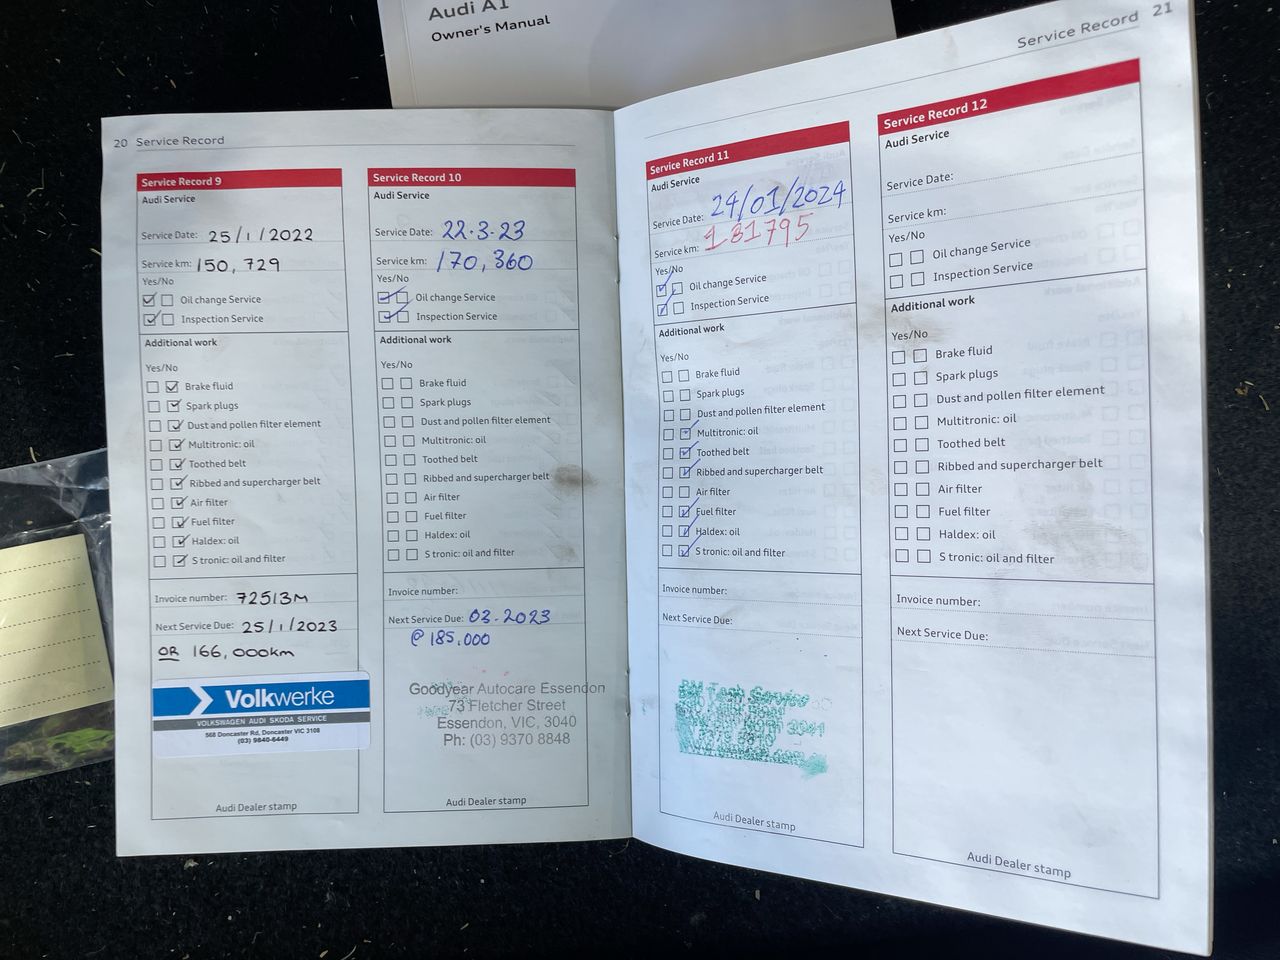 Audi A1
Owner's Manual
20 Service Record
Service Record 9
Audi Service
Service Date: 25/1/2022
Service km: 150,729
Yes/No
Oil change Service
Inspection Service
Additional work
Yes/No
Brake fluid
Spark plugs
Dust and pollen filter element
Multitronic: oil
Toothed belt
Ribbed and supercharger belt
Air filter
Fuel filter
Haldex: oil
S tronic: oil and filter
Invoice number: 72513M
Next Service Due: 25/1/2023
OR 166,000km
Volkwerke
VOLKSWAGEN AUDI SKODA SERVICE
568 Doncaster Rd, Doncaster VIC 3108
(03) 9840-6449
Audi Dealer stamp
Service Record 10
Audi Service
Service Date: 22.3.23
Service km: 170,360
Yes/No
Oil change Service
Inspection Service
Additional work
Yes/No
Brake fluid
Spark plugs
Dust and pollen filter element
Multitronic: oil
Toothed belt
Ribbed and supercharger belt
Air filter
Fuel filter
Haldex: oil
S tronic: oil and filter
Invoice number:
Next Service Due: 03.2023
@ 185.000
Goodyear Autocare Essendon
73 Fletcher Street
Essendon, VIC, 3040
Ph: (03) 9370 8848
Audi Dealer stamp
Service Record 21
Service Record 11
Audi Service
Service Date: 24/01/2024
Service km: 181795
Yes/No
Oil change Service
Inspection Service
Additional work
Yes/No
Brake fluid
Spark plugs
Dust and pollen filter element
Multitronic: oil
Toothed belt
Ribbed and supercharger belt
Air filter
Fuel filter
Haldex: oil
S tronic: oil and filter
Invoice number:
Next Service Due:
BM Tech Service
3041
Audi Dealer stamp
Service Record 12
Audi Service
Service Date:
Service km:
Yes/No
Oil change Service
Inspection Service
Additional work
Yes/No
Brake fluid
Spark plugs
Dust and pollen filter element
Multitronic: oil
Toothed belt
Ribbed and supercharger belt
Air filter
Fuel filter
Haldex: oil
S tronic: oil and filter
Invoice number:
Next Service Due:
Audi Dealer stamp